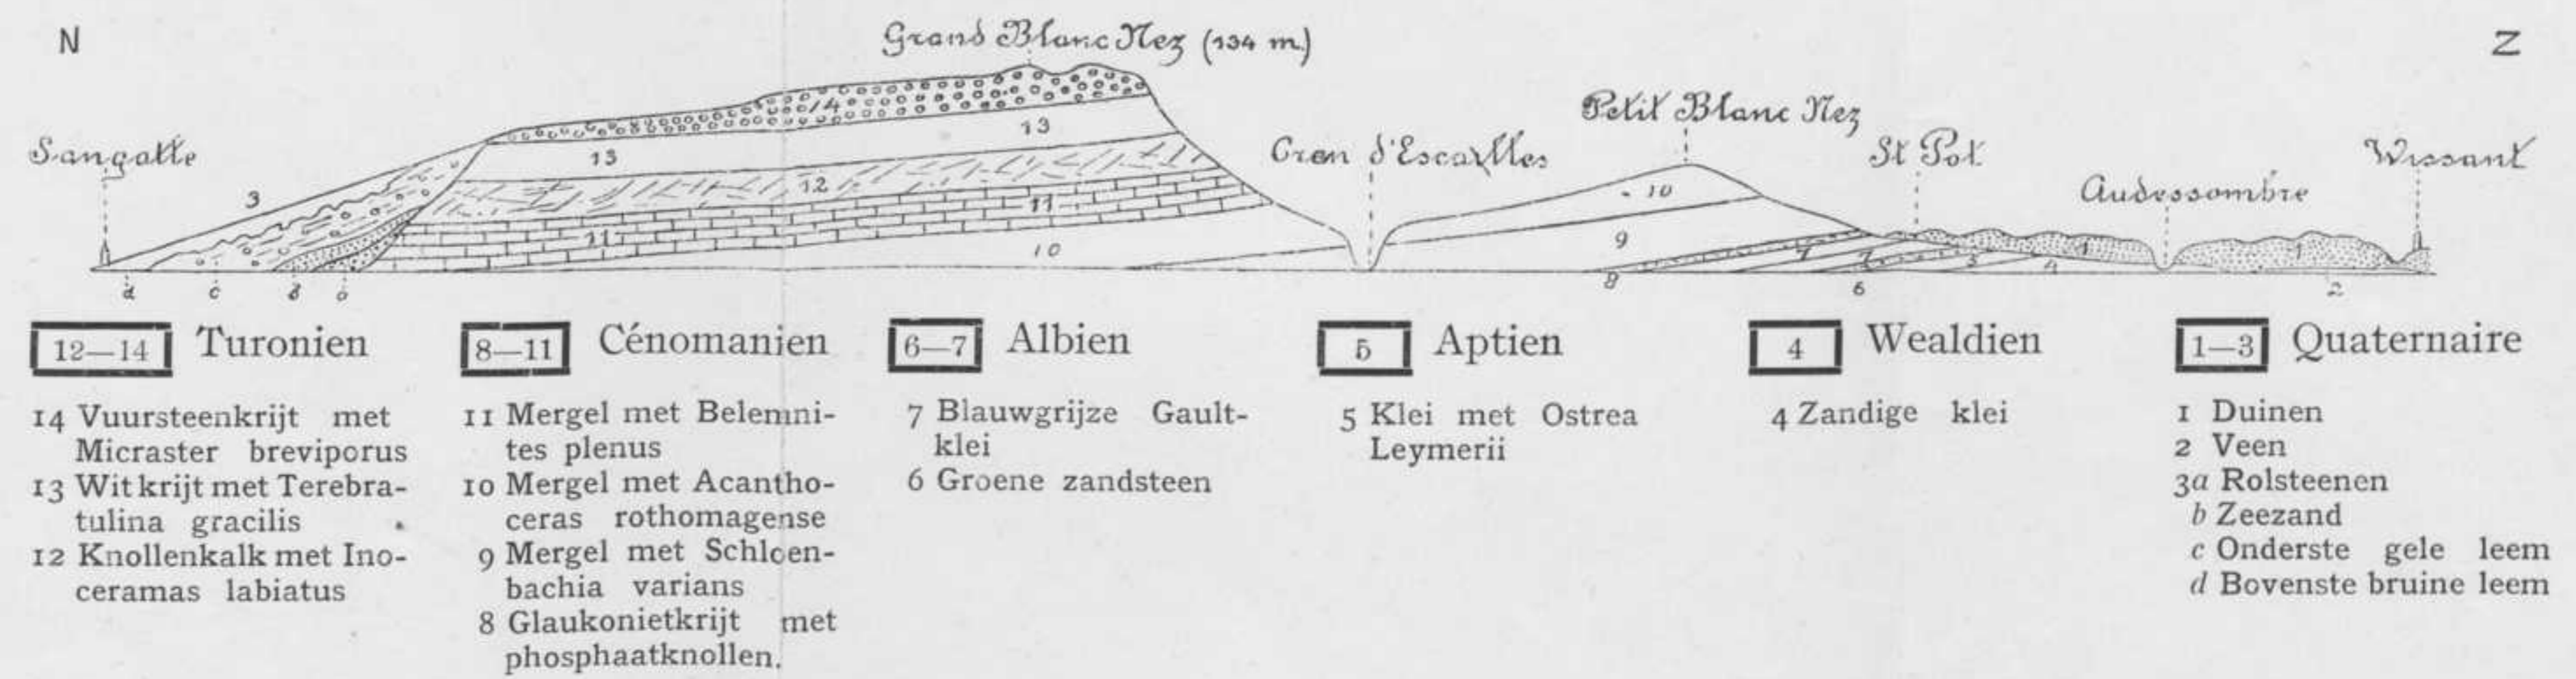 N
Grand Blanc Nez (134 m.)
Z
Petit Blanc Nez
Sangatte
Cran d'Escalles
St Pot
Wissant
Audessombre
14
13
13
12
11
11
10
3
10
9
7
7
5
4
1
1
d c b a
8
6
2
12—14 Turonien
14 Vuursteenkrijt met
Micraster breviporus
13 Wit krijt met Terebra-
tulina gracilis
12 Knollenkalk met Ino-
ceramas labiatus
8—11 Cénomanien
11 Mergel met Belemni-
tes plenus
10 Mergel met Acantho-
ceras rothomagense
9 Mergel met Schloen-
bachia varians
8 Glaukonietkrijt met
phosphaatknollen.
6—7 Albien
7 Blauwgrijze Gault-
klei
6 Groene zandsteen
5 Aptien
5 Klei met Ostrea
Leymerii
4 Wealdien
4 Zandige klei
1—3 Quaternaire
1 Duinen
2 Veen
3a Rolsteenen
b Zeezand
c Onderste gele leem
d Bovenste bruine leem